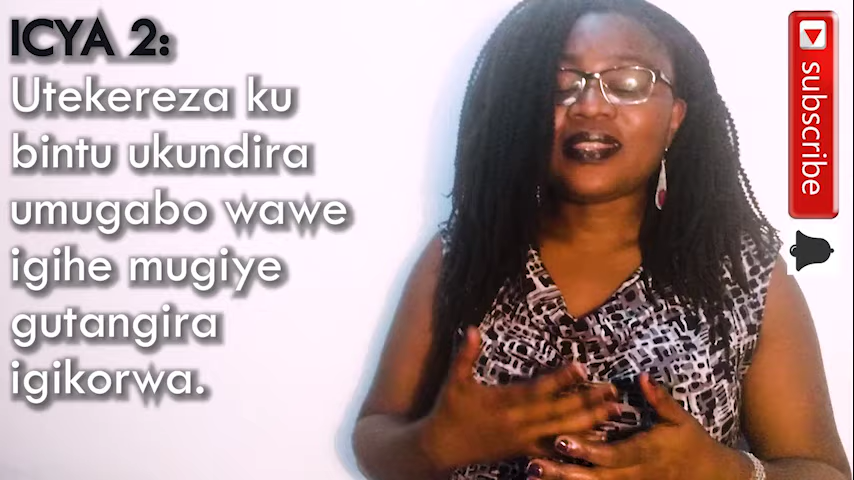 ICYA 2:
Utekereza ku
bintu ukundira
umugabo wawe
igihe mugiye
gutangira
igikorwa.
subscribe